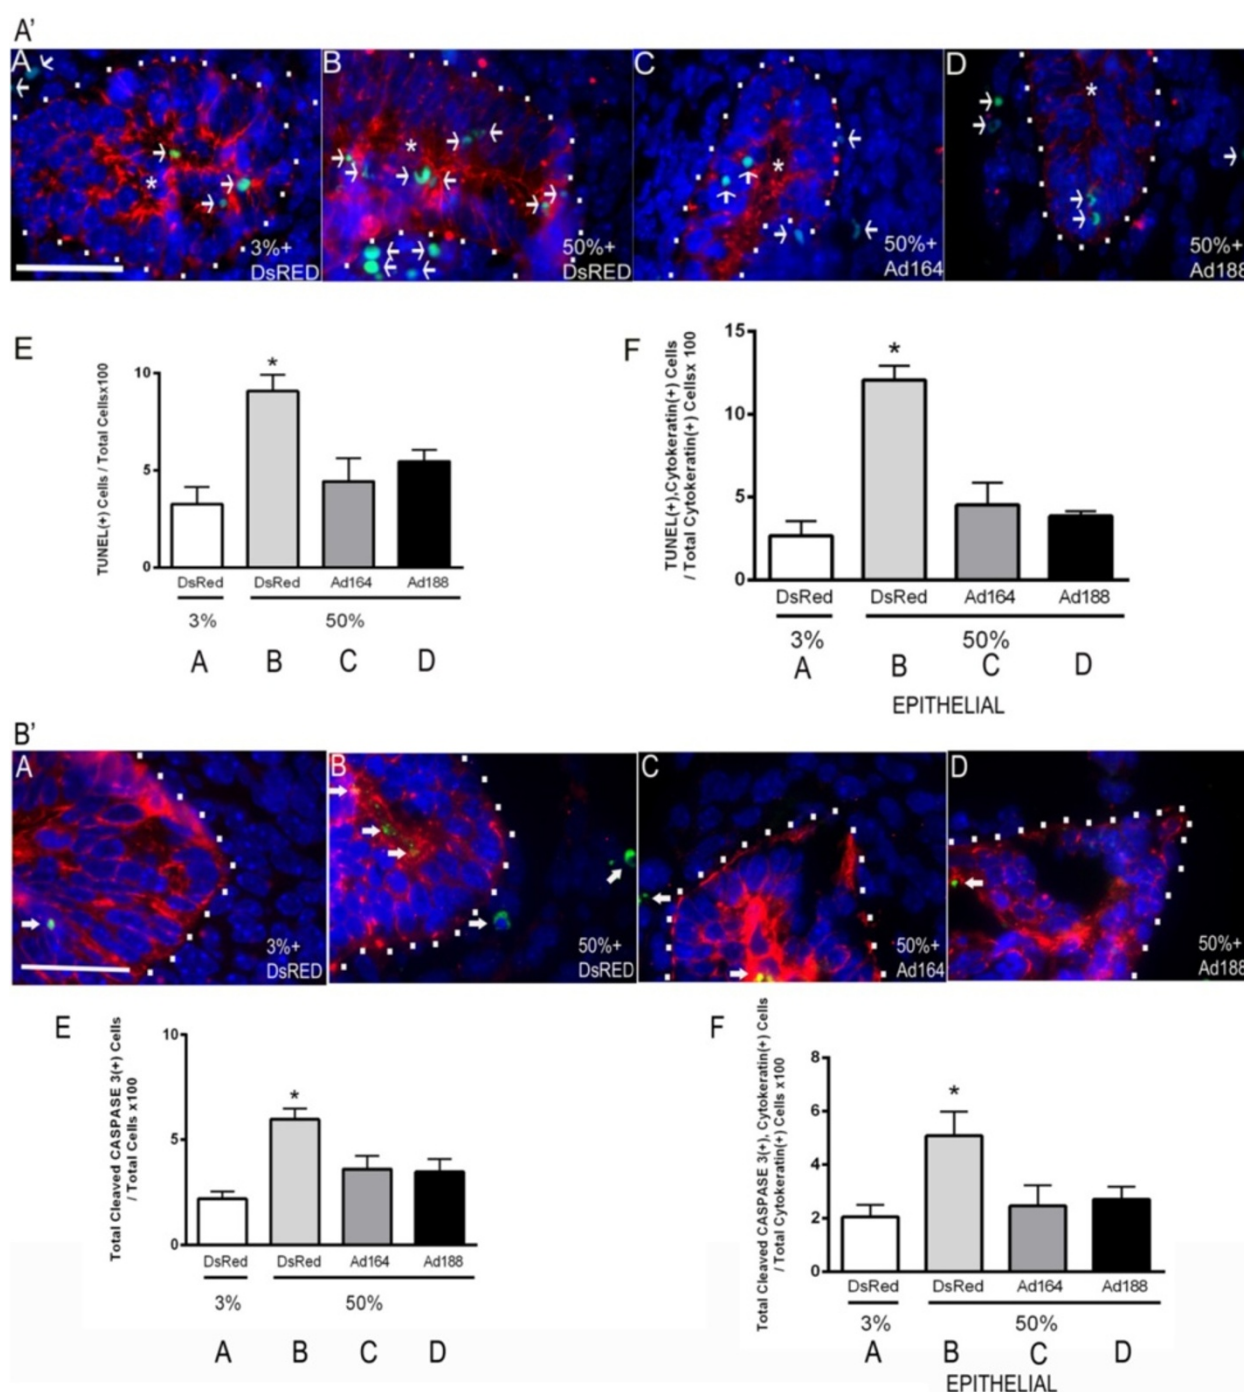 A'
A
B
C
D
3%+
DsRED
50%+
DsRED
50%+
Ad164
50%+
Ad188
E
TUNEL(+) Cells / Total Cellsx100
10
5
0
*
DsRed
DsRed
Ad164
Ad188
3%
50%
A
B
C
D
F
TUNEL(+),Cytokeratin(+) Cells
/ Total Cytokeratin(+) Cellsx 100
15
10
5
0
*
DsRed
DsRed
Ad164
Ad188
3%
50%
A
B
C
D
EPITHELIAL
B'
A
B
C
D
3%+
DsRED
50%+
DsRED
50%+
Ad164
50%+
Ad188
E
Total Cleaved CASPASE 3(+) Cells
/ Total Cells x100
10
5
0
*
DsRed
DsRed
Ad164
Ad188
3%
50%
A
B
C
D
F
Total Cleaved CASPASE 3(+), Cytokeratin(+) Cells
/ Total Cytokeratin(+) Cells x100
8
6
4
2
0
*
DsRed
DsRed
Ad164
Ad188
3%
50%
A
B
C
D
EPITHELIAL